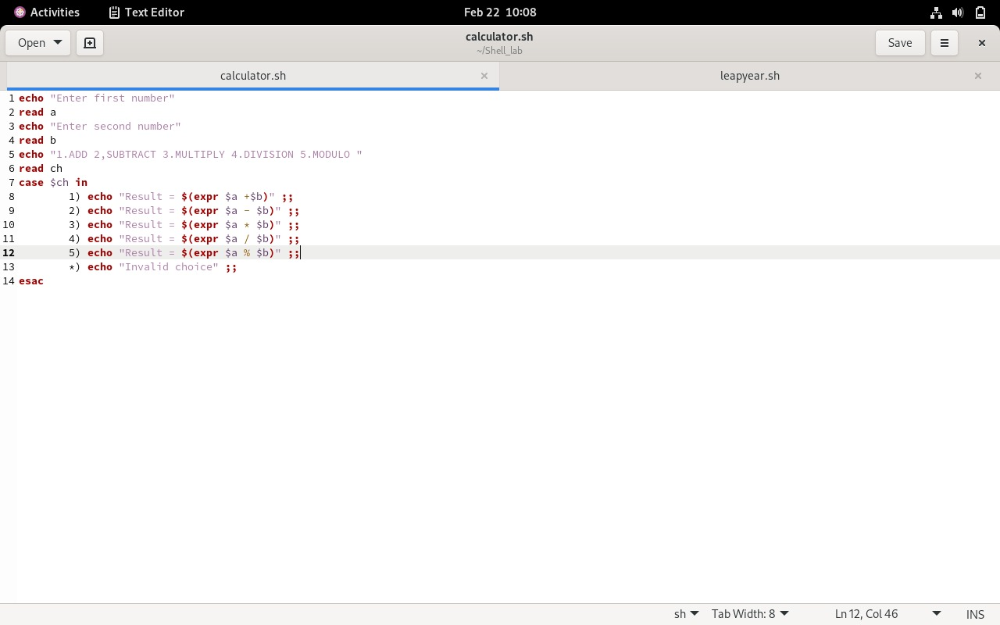 Activities Text Editor Feb 22 10:08
Open calculator.sh Save
~/Shell_lab
calculator.sh leapyear.sh
1 echo "Enter first number"
2 read a
3 echo "Enter second number"
4 read b
5 echo "1.ADD 2,SUBTRACT 3.MULTIPLY 4.DIVISION 5.MODULO "
6 read ch
7 case $ch in
8 1) echo "Result = $(expr $a +$b)" ;;
9 2) echo "Result = $(expr $a - $b)" ;;
10 3) echo "Result = $(expr $a * $b)" ;;
11 4) echo "Result = $(expr $a / $b)" ;;
12 5) echo "Result = $(expr $a % $b)" ;;
13 *) echo "Invalid choice" ;;
14 esac
sh Tab Width: 8 Ln 12, Col 46 INS